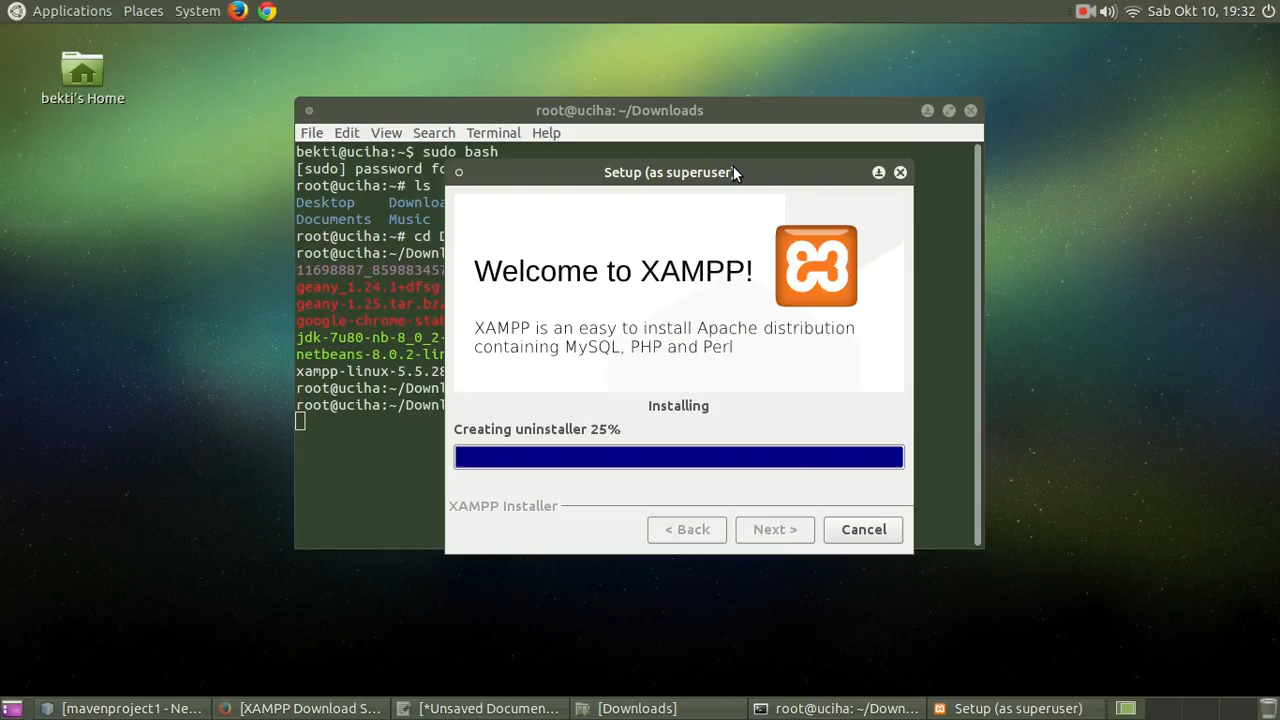 Applications Places System Sab Okt 10, 19:32
bekti's Home
root@uciha: ~/Downloads
File Edit View Search Terminal Help
bekti@uciha:~$ sudo bash
[sudo] password fo
root@uciha:~# ls
Desktop Downloa
Documents Music
root@uciha:~# cd D
root@uciha:~/Downl
11698887_859883457
geany_1.24.1+dfsg
geany-1.25.tar.bz
google-chrome-stab
jdk-7u80-nb-8_0_2-
netbeans-8.0.2-lin
xampp-linux-5.5.28
root@uciha:~/Downl
root@uciha:~/Downl
Setup (as superuser)
Welcome to XAMPP!
XAMPP is an easy to install Apache distribution
containing MySQL, PHP and Perl
Installing
Creating uninstaller 25%
XAMPP Installer
< Back Next > Cancel
[mavenproject1 - Ne... [XAMPP Download S... [*Unsaved Documen... [Downloads] root@uciha: ~/Down... Setup (as superuser)